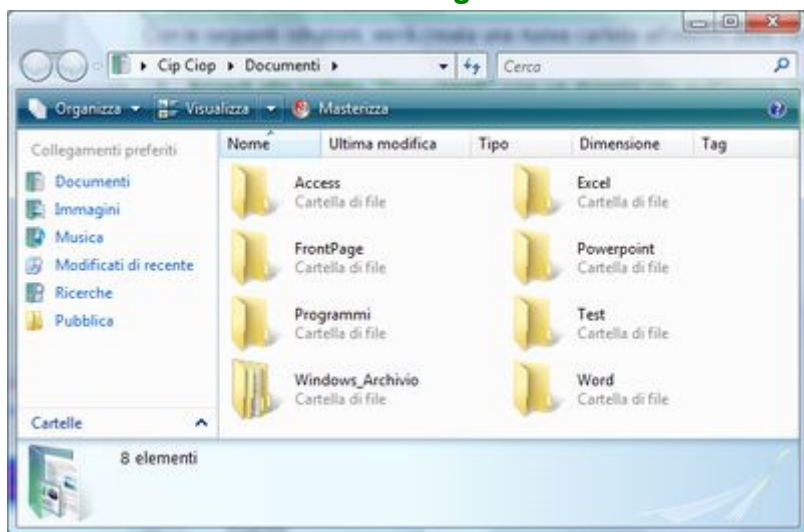 Cip Ciop Documenti Cerca
Organizza Visualizza Masterizza
Collegamenti preferiti
Documenti
Immagini
Musica
Modificati di recente
Ricerche
Pubblica
Cartelle
Nome Ultima modifica Tipo Dimensione Tag
Access
Cartella di file
Excel
Cartella di file
FrontPage
Cartella di file
Powerpoint
Cartella di file
Programmi
Cartella di file
Test
Cartella di file
Windows_Archivio
Cartella di file
Word
Cartella di file
8 elementi